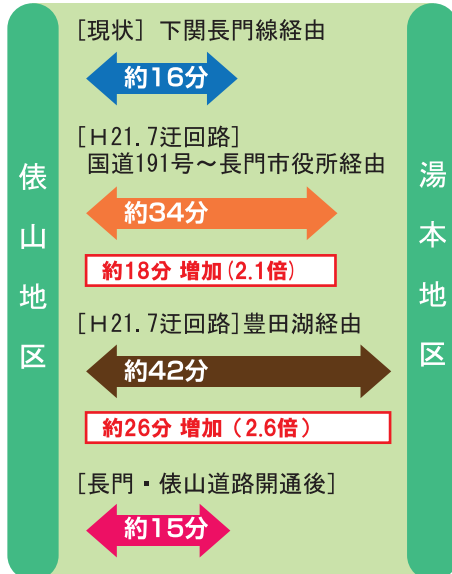 俵山地区
[現状] 下関長門線経由
約16分
[H21.7迂回路]
国道191号～長門市役所経由
約34分
約18分 増加(2.1倍)
[H21.7迂回路]豊田湖経由
約42分
約26分 増加(2.6倍)
[長門・俵山道路開通後]
約15分
湯本地区